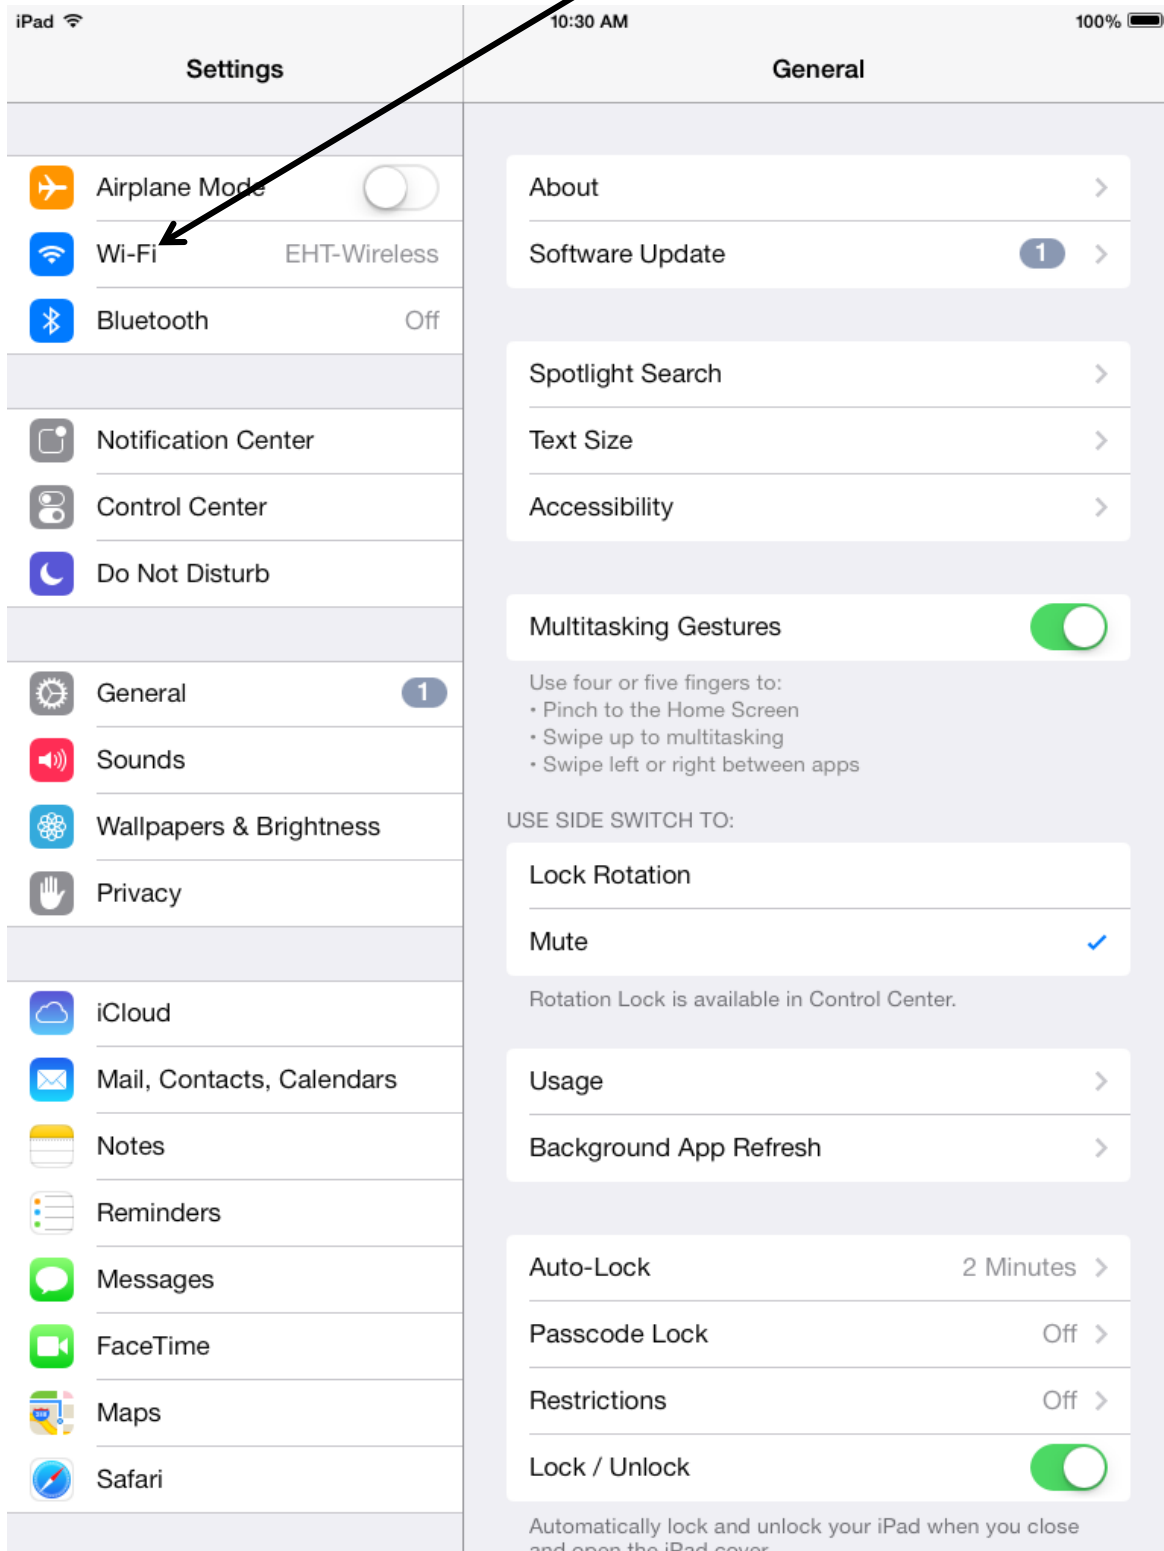 iPad 10:30 AM 100%
Settings
General
Airplane Mode
Wi-Fi EHT-Wireless
Bluetooth Off
Notification Center
Control Center
Do Not Disturb
General 1
Sounds
Wallpapers & Brightness
Privacy
iCloud
Mail, Contacts, Calendars
Notes
Reminders
Messages
FaceTime
Maps
Safari
About
Software Update 1
Spotlight Search
Text Size
Accessibility
Multitasking Gestures
Use four or five fingers to:
• Pinch to the Home Screen
• Swipe up to multitasking
• Swipe left or right between apps
USE SIDE SWITCH TO:
Lock Rotation
Mute
Rotation Lock is available in Control Center.
Usage
Background App Refresh
Auto-Lock 2 Minutes
Passcode Lock Off
Restrictions Off
Lock / Unlock
Automatically lock and unlock your iPad when you close
and open the iPad cover.